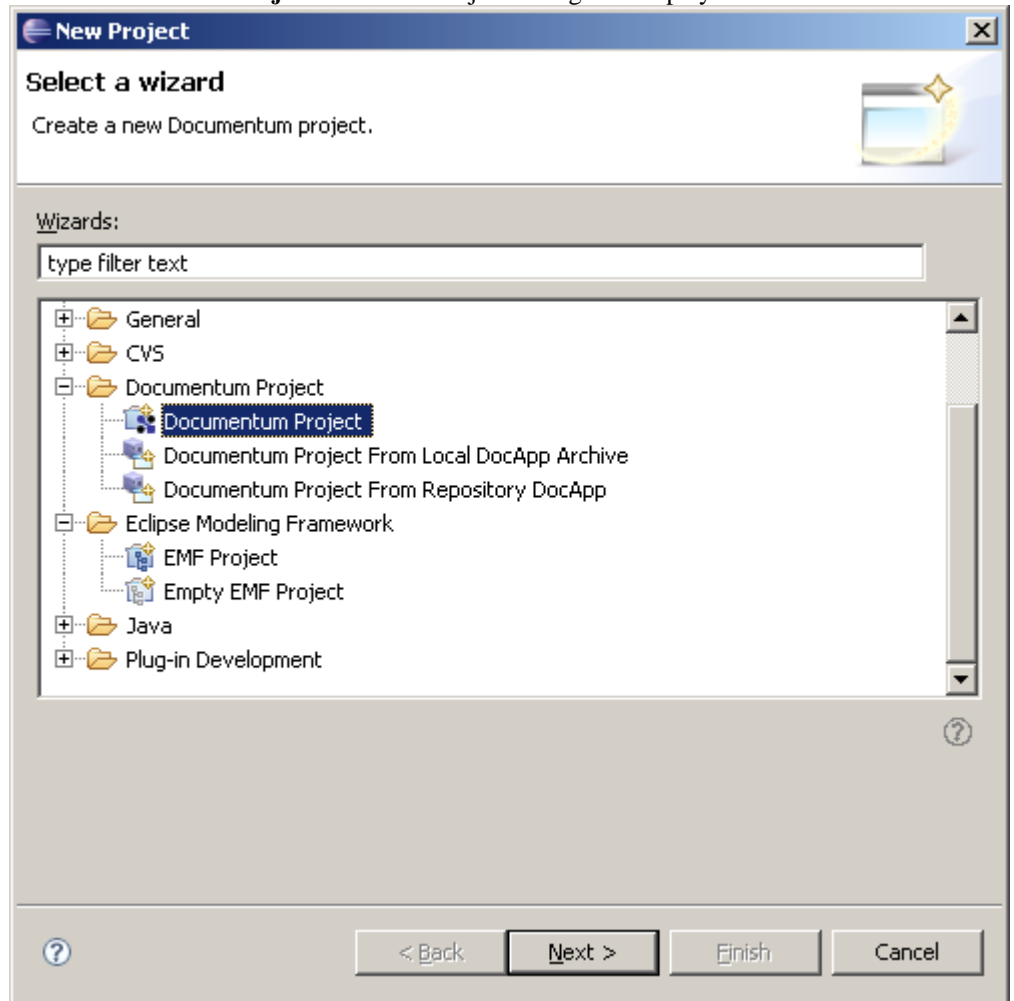 New Project
Select a wizard
Create a new Documentum project.
Wizards:
type filter text
General
CVS
Documentum Project
Documentum Project
Documentum Project From Local DocApp Archive
Documentum Project From Repository DocApp
Eclipse Modeling Framework
EMF Project
Empty EMF Project
Java
Plug-in Development
< Back Next > Finish Cancel